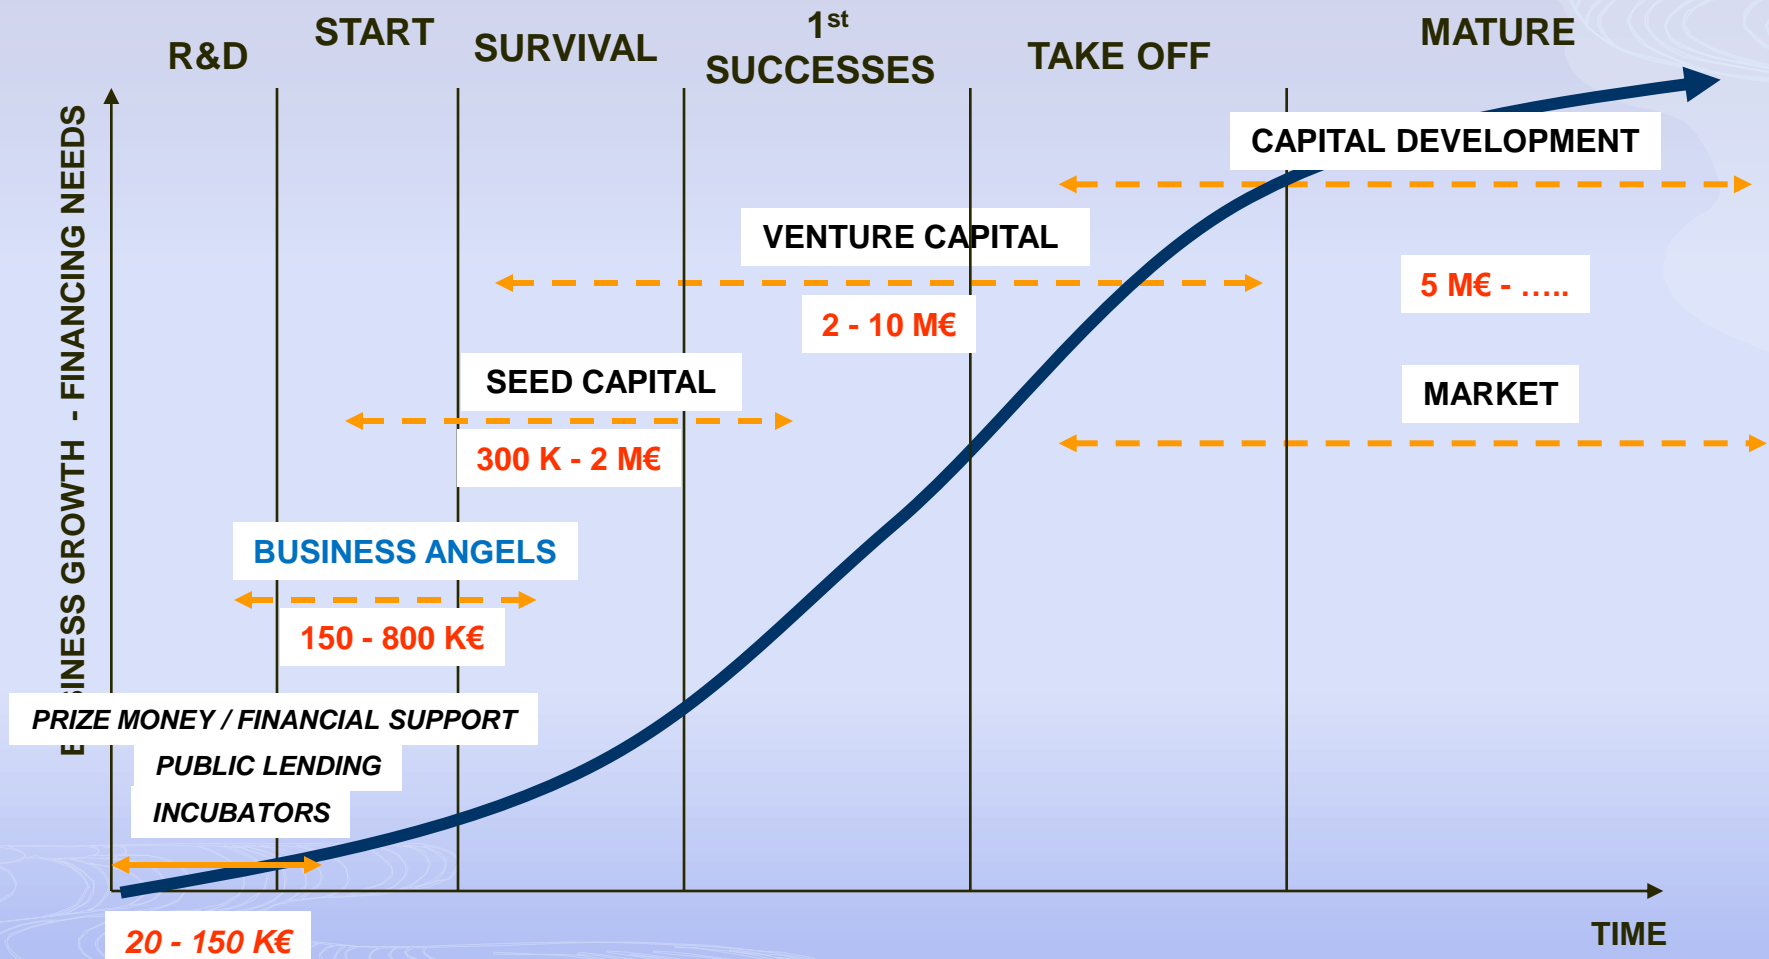 R&D
START
SURVIVAL
1st
SUCCESSES
TAKE OFF
MATURE
BUSINESS GROWTH - FINANCING NEEDS
CAPITAL DEVELOPMENT
VENTURE CAPITAL
2 - 10 M€
5 M€ - .....
SEED CAPITAL
300 K - 2 M€
MARKET
BUSINESS ANGELS
150 - 800 K€
PRIZE MONEY / FINANCIAL SUPPORT
PUBLIC LENDING
INCUBATORS
20 - 150 K€
TIME